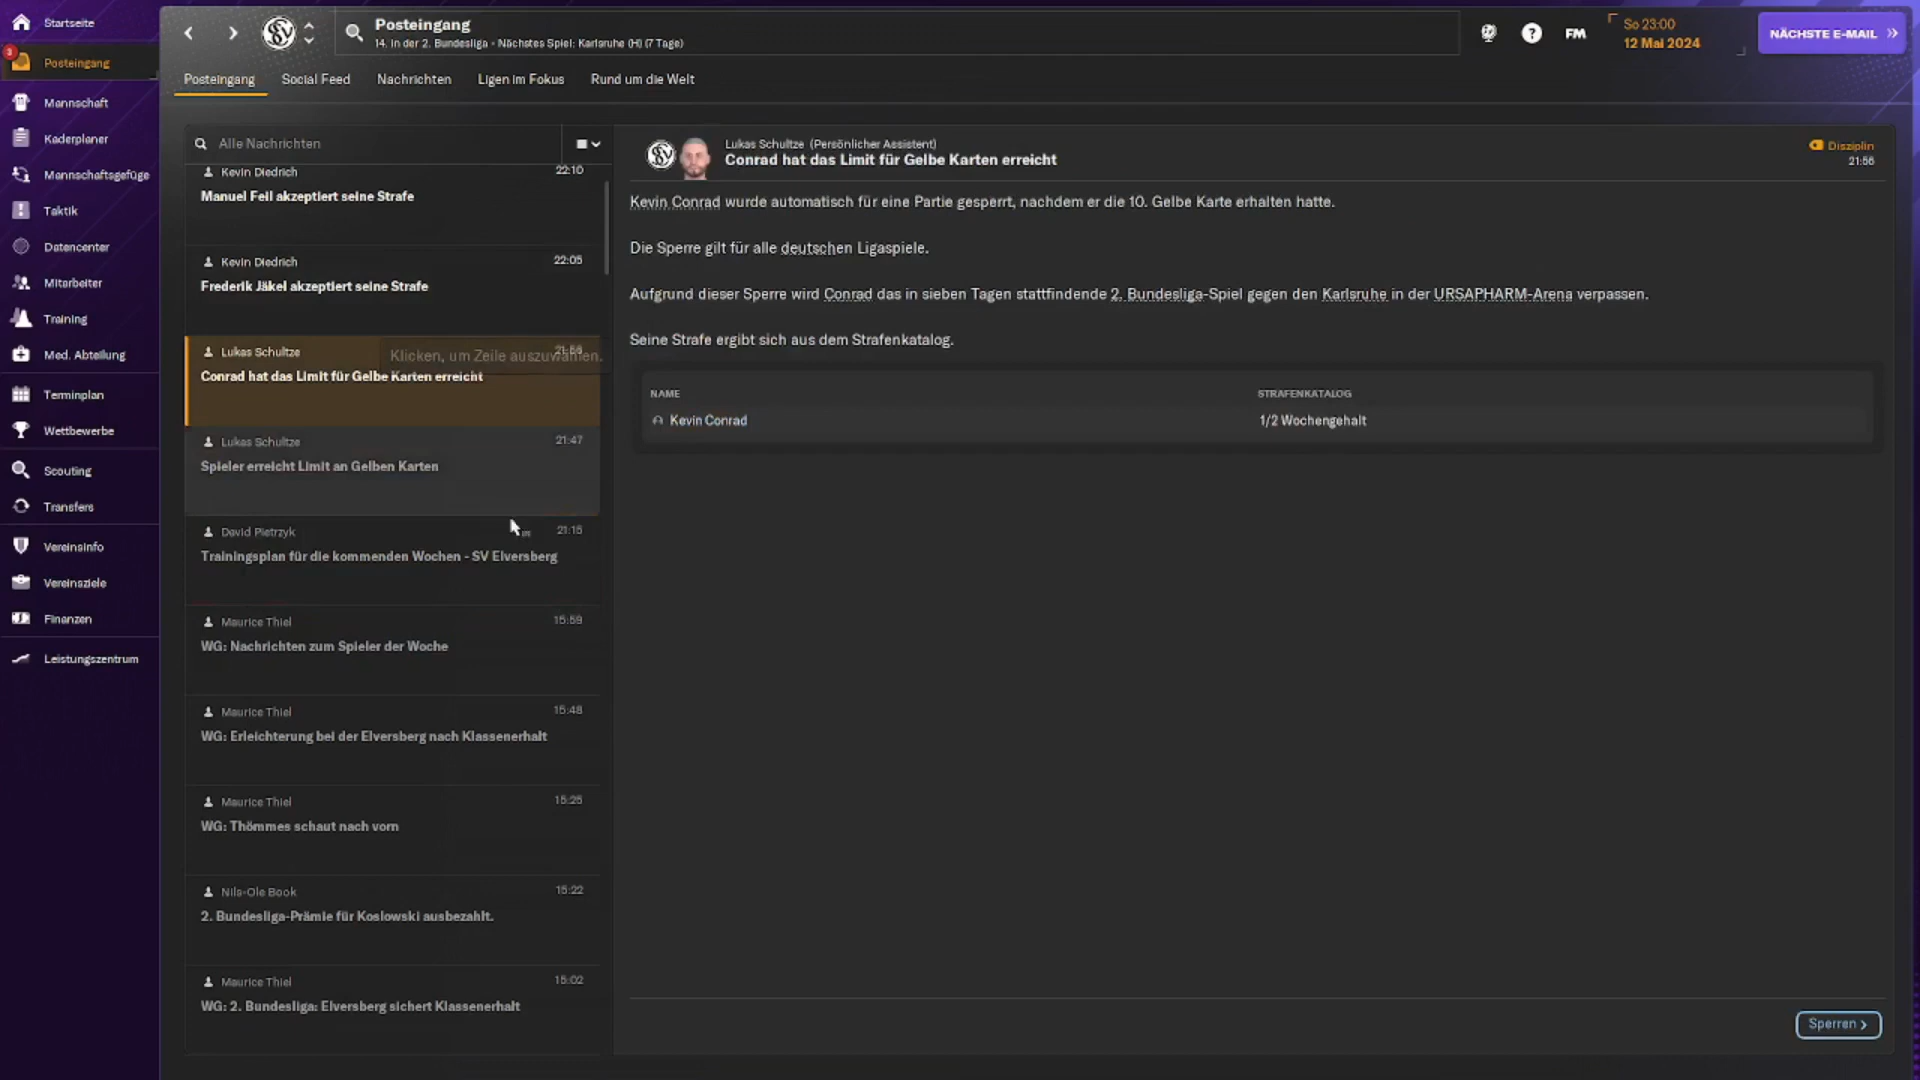 Startseite
3
Posteingang
Mannschaft
Kaderplaner
Mannschaftsgefüge
Taktik
Datencenter
Mitarbeiter
Training
Med. Abteilung
Terminplan
Wettbewerbe
Scouting
Transfers
Vereinsinfo
Vereinsziele
Finanzen
Leistungszentrum
Posteingang
14. in der 2. Bundesliga - Nächstes Spiel: Karlsruhe (H) (7 Tage)
FM
So 23:00
12 Mai 2024
NÄCHSTE E-MAIL
Posteingang
Social Feed
Nachrichten
Ligen im Fokus
Rund um die Welt
Alle Nachrichten
Kevin Diedrich 22:10
Manuel Feil akzeptiert seine Strafe
Kevin Diedrich 22:05
Frederik Jäkel akzeptiert seine Strafe
Lukas Schultze 21:56
Klicken, um Zeile auszuwählen.
Conrad hat das Limit für Gelbe Karten erreicht
Lukas Schultze 21:47
Spieler erreicht Limit an Gelben Karten
David Pietrzyk 21:15
Trainingsplan für die kommenden Wochen - SV Elversberg
Maurice Thiel 15:59
WG: Nachrichten zum Spieler der Woche
Maurice Thiel 15:48
WG: Erleichterung bei der Elversberg nach Klassenerhalt
Maurice Thiel 15:25
WG: Thömmes schaut nach vorn
Nils-Ole Book 15:22
2. Bundesliga-Prämie für Koslowski ausbezahlt.
Maurice Thiel 15:02
WG: 2. Bundesliga: Elversberg sichert Klassenerhalt
Lukas Schultze (Persönlicher Assistent)
Conrad hat das Limit für Gelbe Karten erreicht
Disziplin
21:56
Kevin Conrad wurde automatisch für eine Partie gesperrt, nachdem er die 10. Gelbe Karte erhalten hatte.
Die Sperre gilt für alle deutschen Ligaspiele.
Aufgrund dieser Sperre wird Conrad das in sieben Tagen stattfindende 2. Bundesliga-Spiel gegen den Karlsruhe in der URSAPHARM-Arena verpassen.
Seine Strafe ergibt sich aus dem Strafenkatalog.
NAME STRAFENKATALOG
Kevin Conrad 1/2 Wochengehalt
Sperren